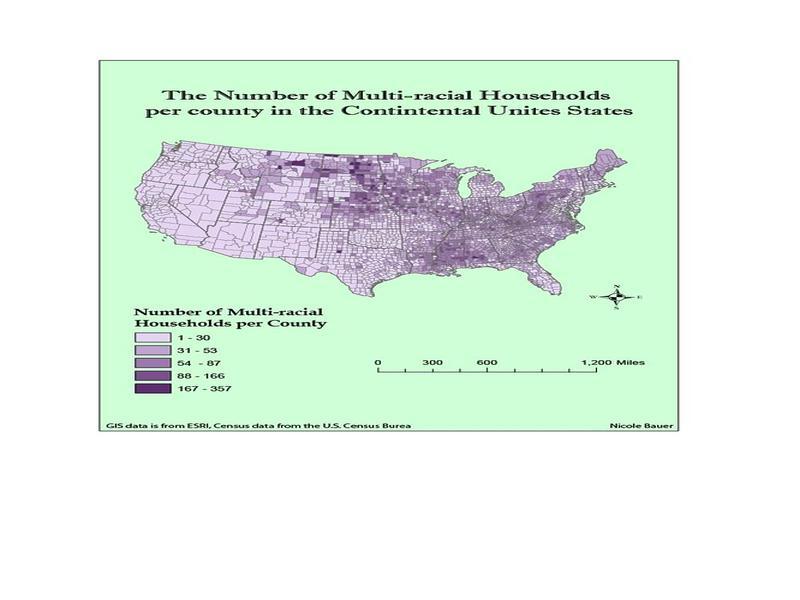 The Number of Multi-racial Households
per county in the Contintental Unites States
N
W E
S
Number of Multi-racial
Households per County
1 - 30
31 - 53
54 - 87
88 - 166
167 - 357
0 300 600 1,200 Miles
GIS data is from ESRI, Census data from the U.S. Census Burea
Nicole Bauer